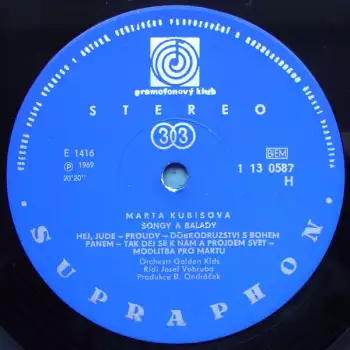 gramofonový klub
STEREO
33
E 1416
Ⓟ 1969
20'20''
BIEM
1 13 0587
H
MARTA KUBIŠOVÁ
SONGY A BALADY
HEJ, JUDE – PROUDY – DOBRODRUŽSTVÍ S BOHEM
PANEM – TAK DEJ SE K NÁM A PROJDEM SVĚT –
MODLITBA PRO MARTU
Orchestr Golden Kids
Řídí Josef Vobruba
Produkce B. Ondráček
· SUPRAPHON ·